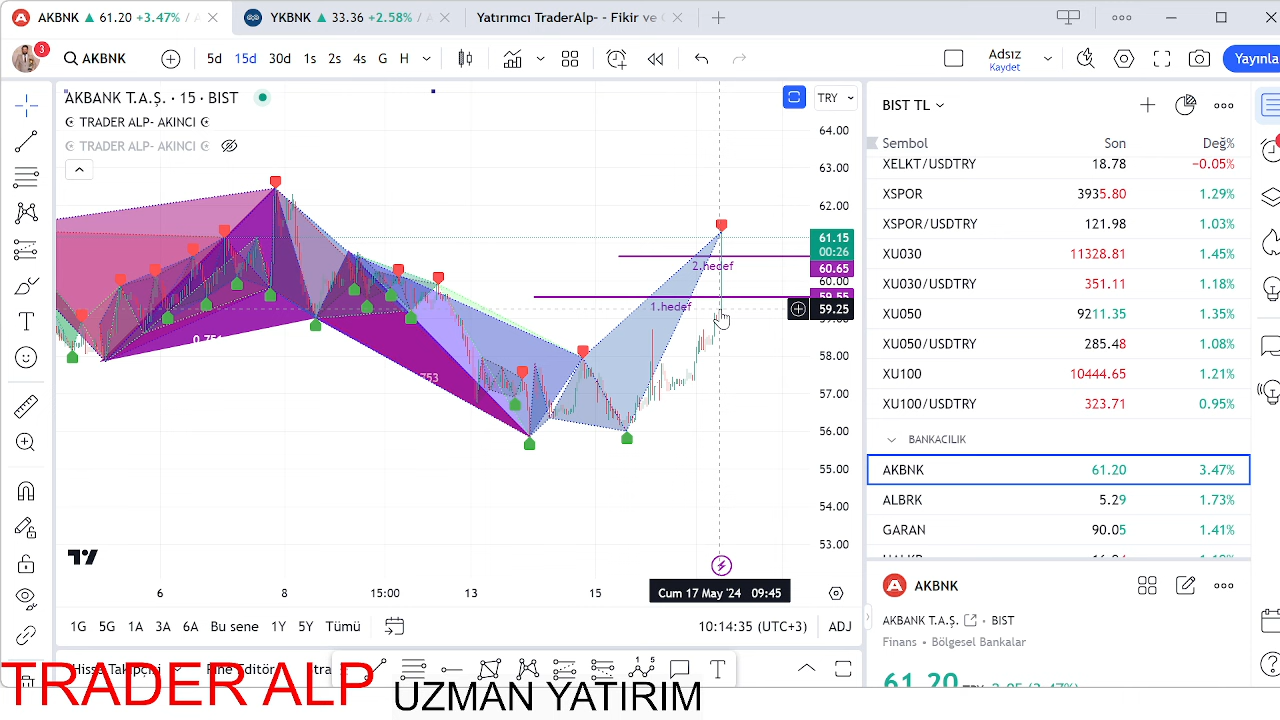 AKBNK ▲ 61.20 +3.47% / A
YKBNK ▲ 33.36 +2.58% / A
Yatırımcı TraderAlp- - Fikir ve
3
AKBNK
5d 15d 30d 1s 2s 4s G H
Adsız
Kaydet
Yayınla
AKBANK T.A.Ş. · 15 · BIST
TRADER ALP- AKINCI
TRADER ALP- AKINCI
TRY
64.00
63.00
62.00
61.15
00:26
60.65
60.00
59.55
59.25
59.00
58.00
57.00
56.00
55.00
54.00
53.00
2.hedef
1.hedef
6 8 15:00 13 15
Cum 17 May '24 09:45
1G 5G 1A 3A 6A Bu sene 1Y 5Y Tümü
10:14:35 (UTC+3) ADJ
BIST TL
Sembol Son Değ%
XELKT/USDTRY 18.78 −0.05%
XSPOR 3935.80 1.29%
XSPOR/USDTRY 121.98 1.03%
XU030 11328.81 1.45%
XU030/USDTRY 351.11 1.18%
XU050 9211.35 1.35%
XU050/USDTRY 285.48 1.08%
XU100 10444.65 1.21%
XU100/USDTRY 323.71 0.95%
BANKACILIK
AKBNK 61.20 3.47%
ALBRK 5.29 1.73%
GARAN 90.05 1.41%
AKBNK
AKBANK T.A.Ş. • BIST
Finans • Bölgesel Bankalar
61.20
TRADER ALP
UZMAN YATIRIM